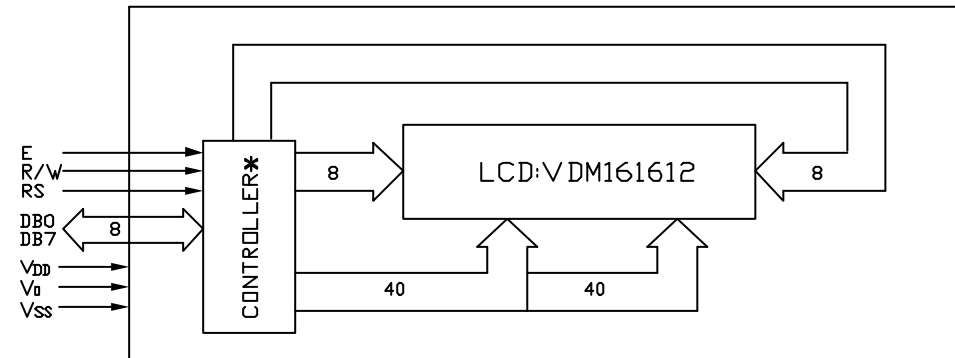 E
R/W
RS
DB0
DB7
8
VDD
V0
VSS
CONTROLLER*
8
LCD:VDM161612
8
40
40